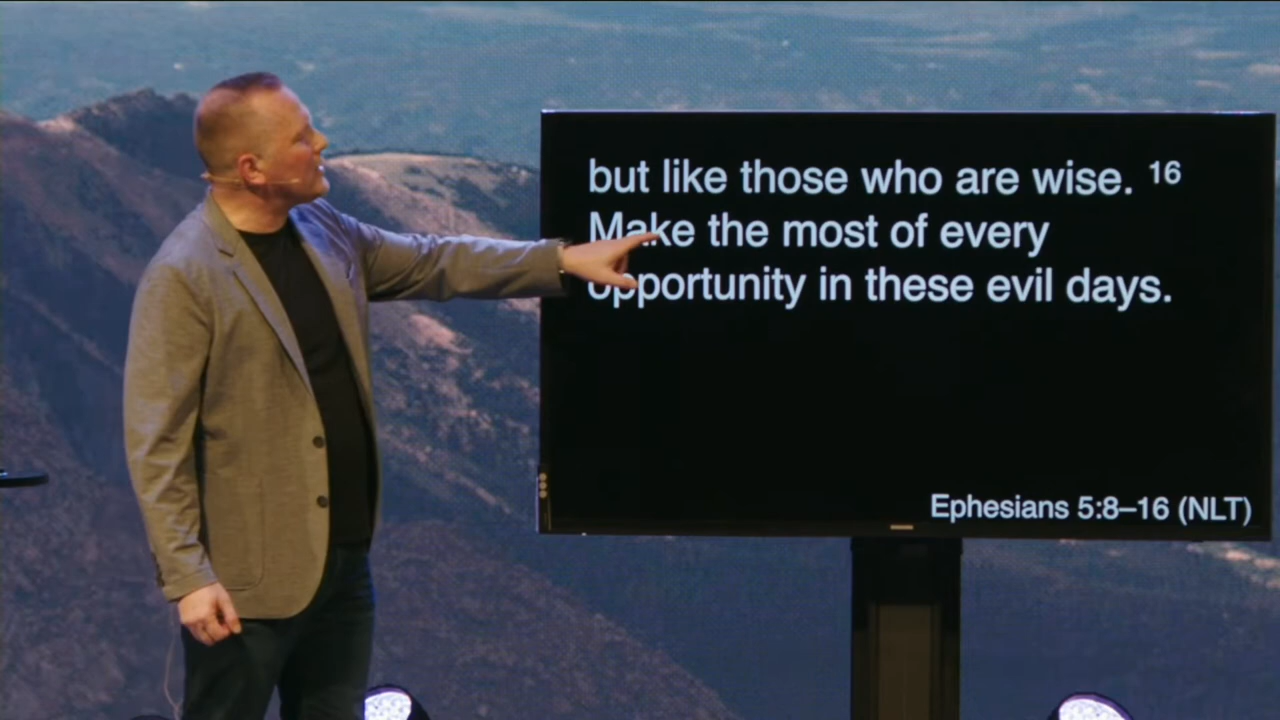 but like those who are wise. 16
Make the most of every
opportunity in these evil days.
Ephesians 5:8–16 (NLT)